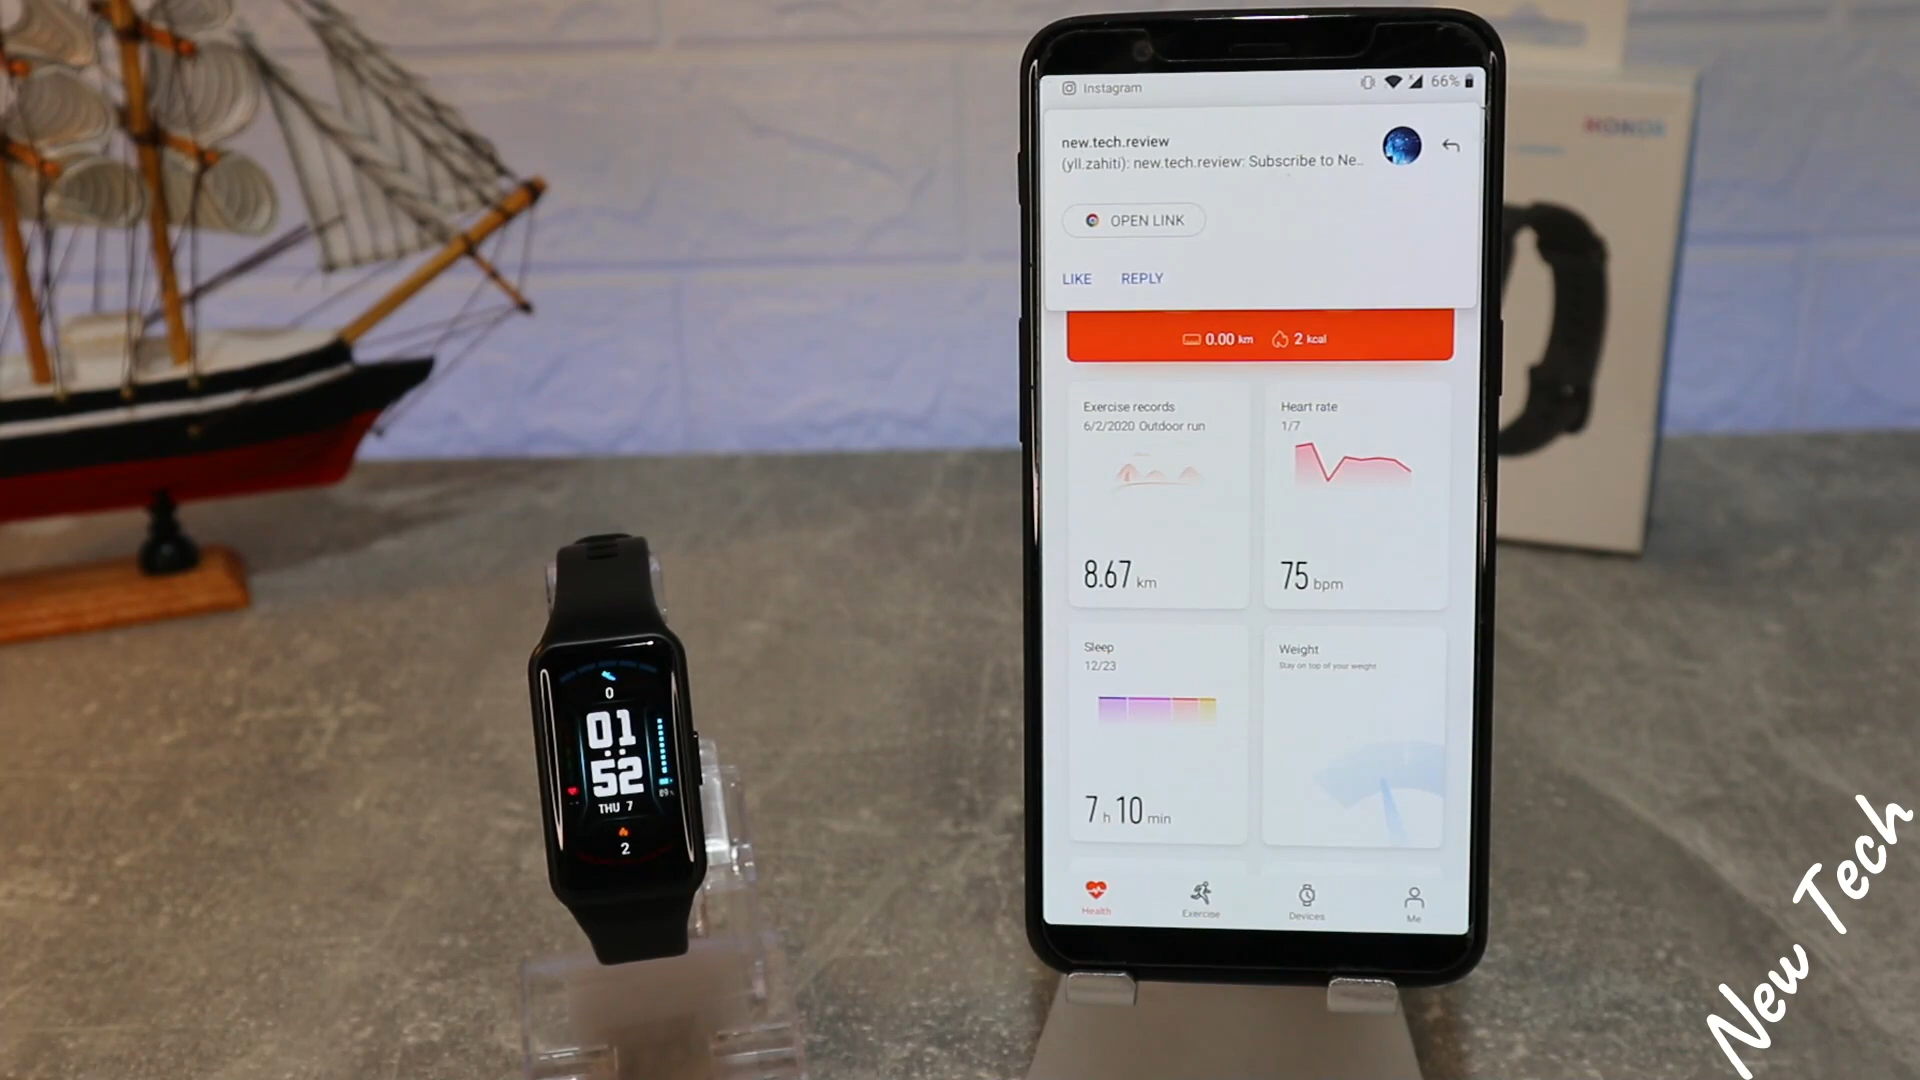 Instagram
66%
new.tech.review
(yll.zahiti): new.tech.review: Subscribe to Ne..
OPEN LINK
LIKE REPLY
0.00 km 2 kcal
Exercise records
6/2/2020 Outdoor run
8.67 km
Heart rate
1/7
75 bpm
Sleep
12/23
7 h 10 min
Weight
Stay on top of your weight
Health Exercise Devices Me
HONOR
0
01
52
THU 7
89%
2
New Tech